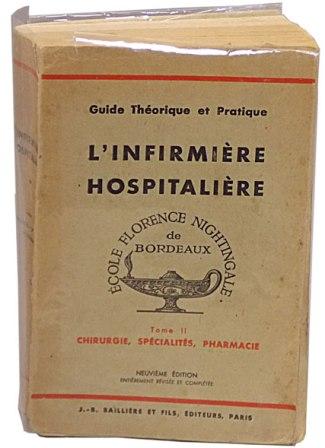 Guide Théorique et Pratique
L'INFIRMIÈRE
HOSPITALIÈRE
ÉCOLE FLORENCE NIGHTINGALE
de
BORDEAUX
Tome II
CHIRURGIE, SPÉCIALITÉS, PHARMACIE
NEUVIÈME ÉDITION
ENTIÈREMENT RÉVISÉE ET COMPLÉTÉE
J.-B. BAILLIÈRE ET FILS, ÉDITEURS, PARIS